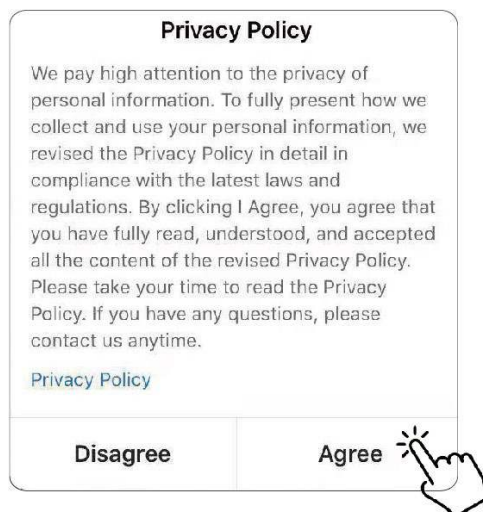 Privacy Policy
We pay high attention to the privacy of
personal information. To fully present how we
collect and use your personal information, we
revised the Privacy Policy in detail in
compliance with the latest laws and
regulations. By clicking I Agree, you agree that
you have fully read, understood, and accepted
all the content of the revised Privacy Policy.
Please take your time to read the Privacy
Policy. If you have any questions, please
contact us anytime.
Privacy Policy
Disagree
Agree